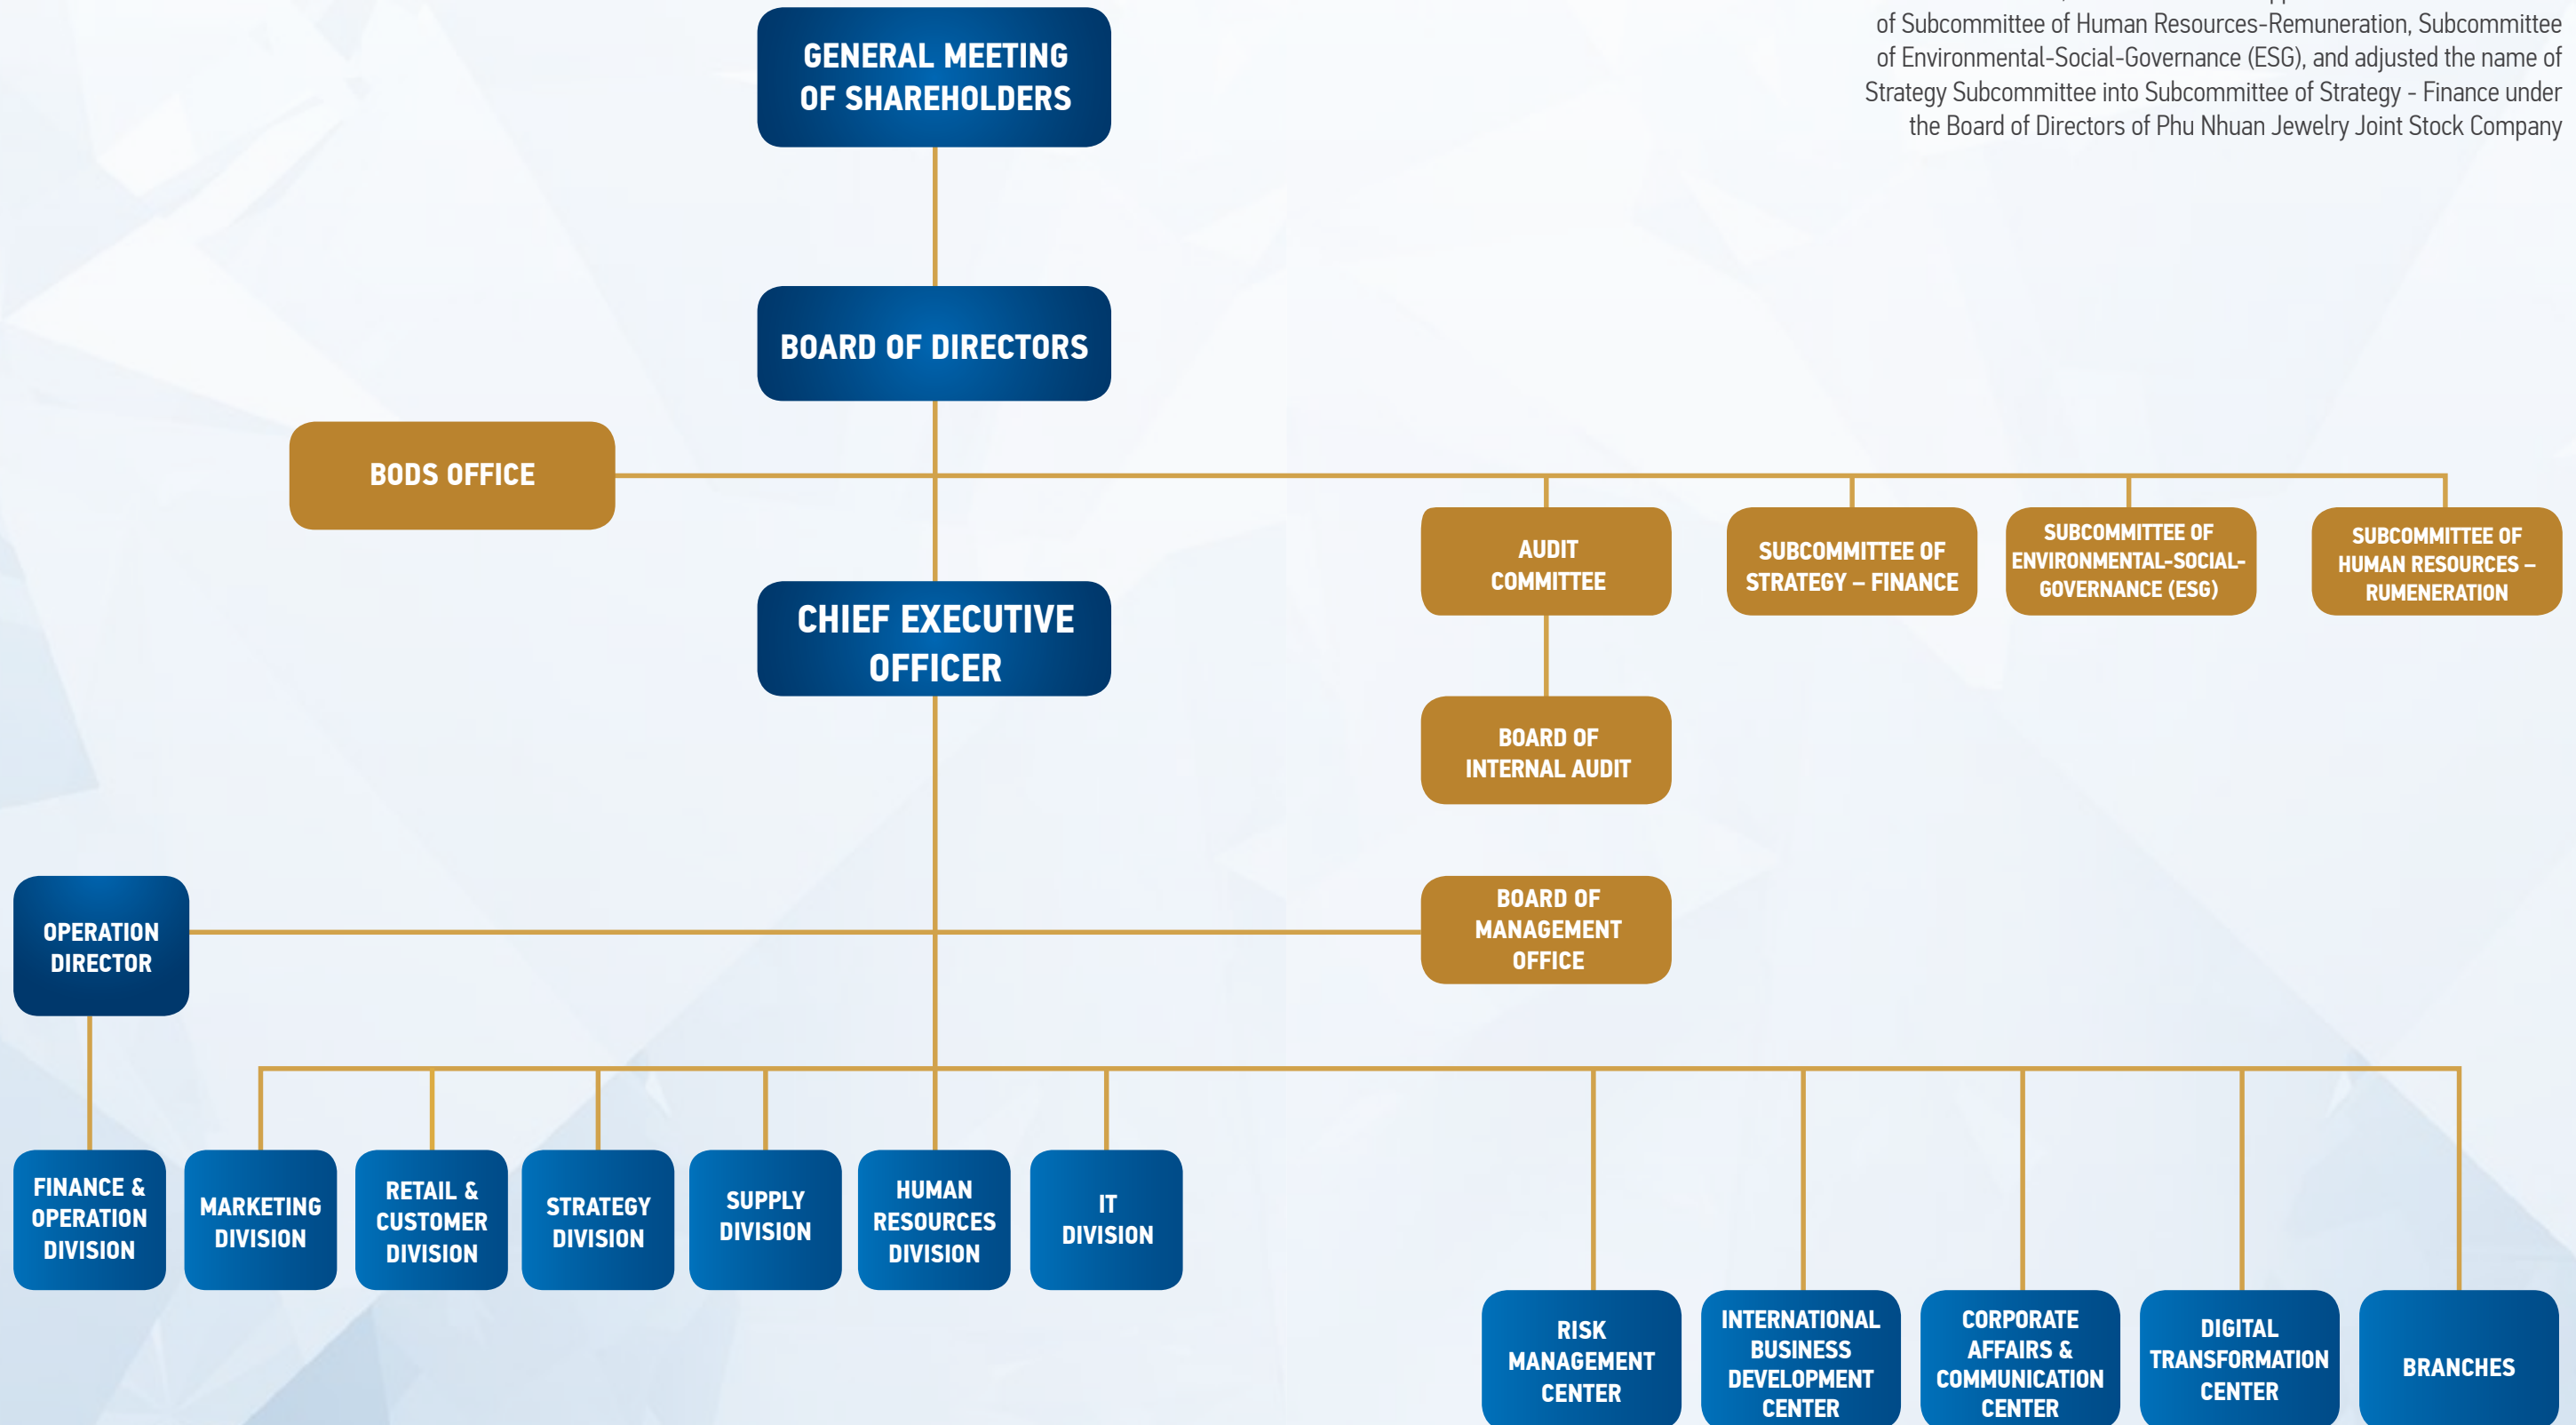 of Subcommittee of Human Resources-Remuneration, Subcommittee
of Environmental-Social-Governance (ESG), and adjusted the name of
Strategy Subcommittee into Subcommittee of Strategy - Finance under
the Board of Directors of Phu Nhuan Jewelry Joint Stock Company
GENERAL MEETING
OF SHAREHOLDERS
BOARD OF DIRECTORS
BODS OFFICE
AUDIT
COMMITTEE
SUBCOMMITTEE OF
STRATEGY – FINANCE
SUBCOMMITTEE OF
ENVIRONMENTAL-SOCIAL-
GOVERNANCE (ESG)
SUBCOMMITTEE OF
HUMAN RESOURCES –
RUMENERATION
CHIEF EXECUTIVE
OFFICER
BOARD OF
INTERNAL AUDIT
OPERATION
DIRECTOR
BOARD OF
MANAGEMENT
OFFICE
FINANCE &
OPERATION
DIVISION
MARKETING
DIVISION
RETAIL &
CUSTOMER
DIVISION
STRATEGY
DIVISION
SUPPLY
DIVISION
HUMAN
RESOURCES
DIVISION
IT
DIVISION
RISK
MANAGEMENT
CENTER
INTERNATIONAL
BUSINESS
DEVELOPMENT
CENTER
CORPORATE
AFFAIRS &
COMMUNICATION
CENTER
DIGITAL
TRANSFORMATION
CENTER
BRANCHES